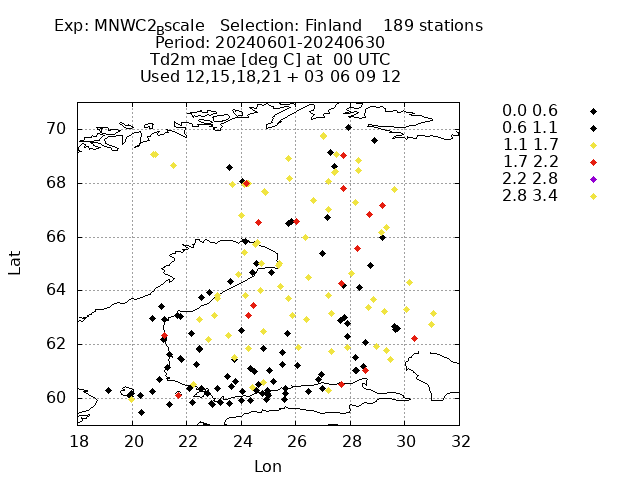 Exp: MNWC2_Bscale   Selection: Finland    189 stations
Period: 20240601-20240630
Td2m mae [deg C] at  00 UTC
Used 12,15,18,21 + 03 06 09 12
0.0 0.6
0.6 1.1
1.1 1.7
1.7 2.2
2.2 2.8
2.8 3.4
70
68
66
64
62
60
Lat
18 20 22 24 26 28 30 32
Lon